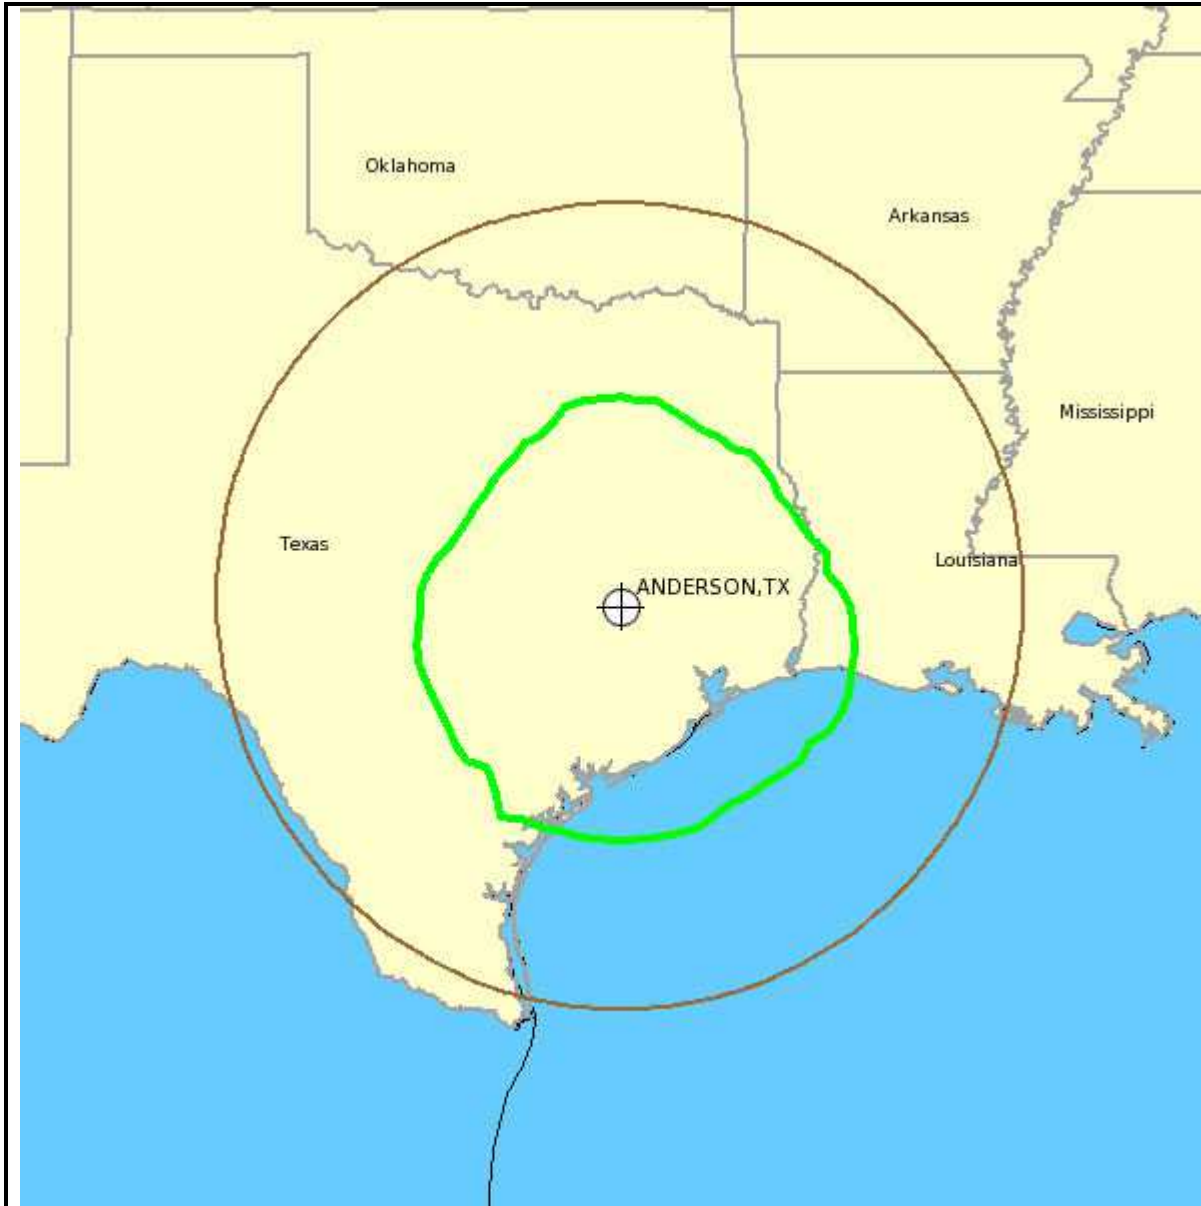 Oklahoma
Arkansas
Mississippi
Texas
Louisiana
ANDERSON,TX